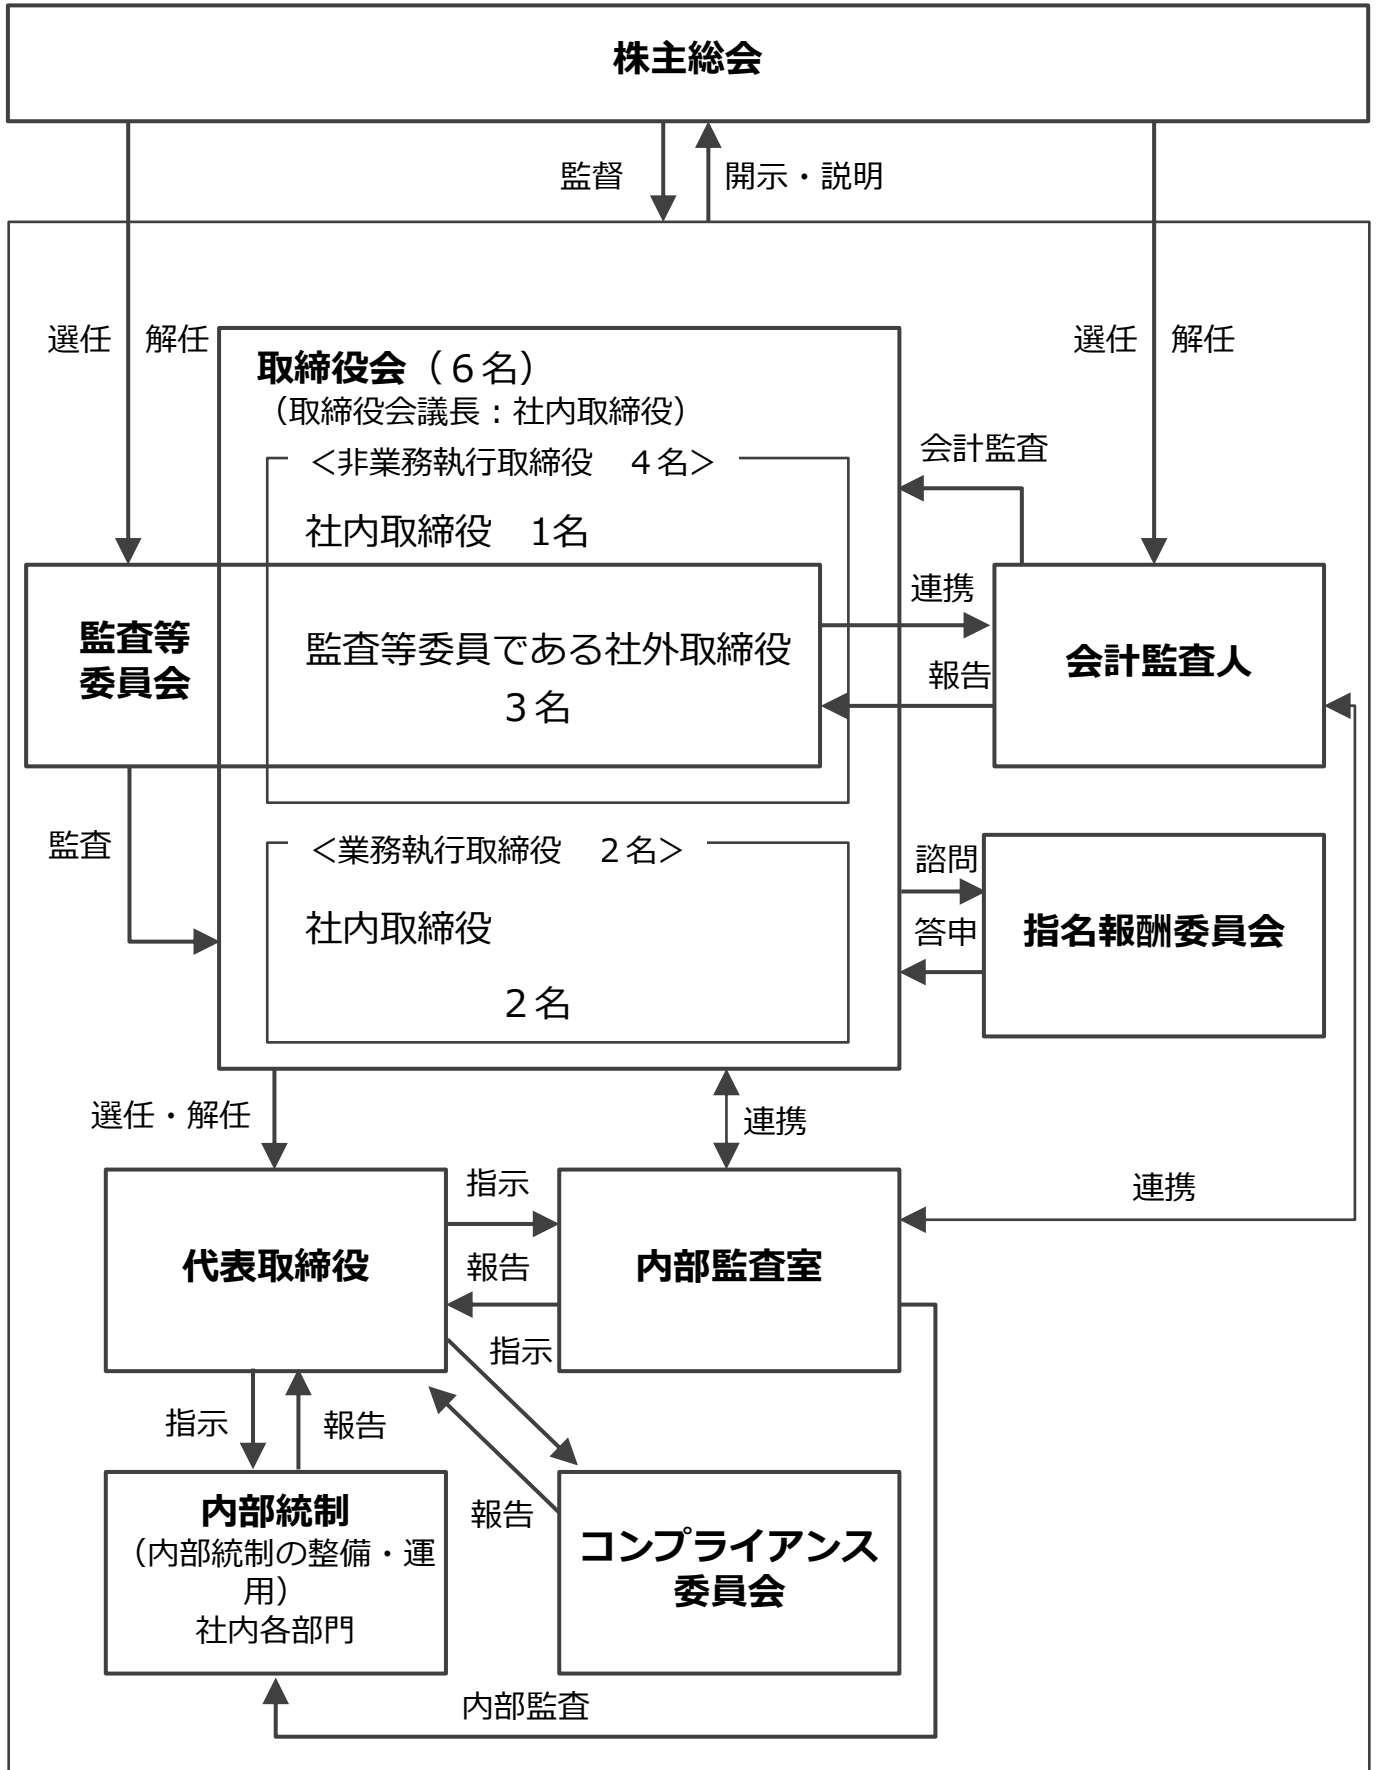 株主総会
監督
開示・説明
選任
解任
選任
解任
取締役会（６名）
（取締役会議長：社内取締役）
＜非業務執行取締役　４名＞
社内取締役　1名
会計監査
監査等
委員会
監査等委員である社外取締役
３名
連携
報告
会計監査人
監査
＜業務執行取締役　２名＞
社内取締役
２名
諮問
答申
指名報酬委員会
選任・解任
連携
連携
代表取締役
指示
報告
内部監査室
指示
報告
指示
報告
内部統制
（内部統制の整備・運
用）
社内各部門
コンプライアンス
委員会
内部監査